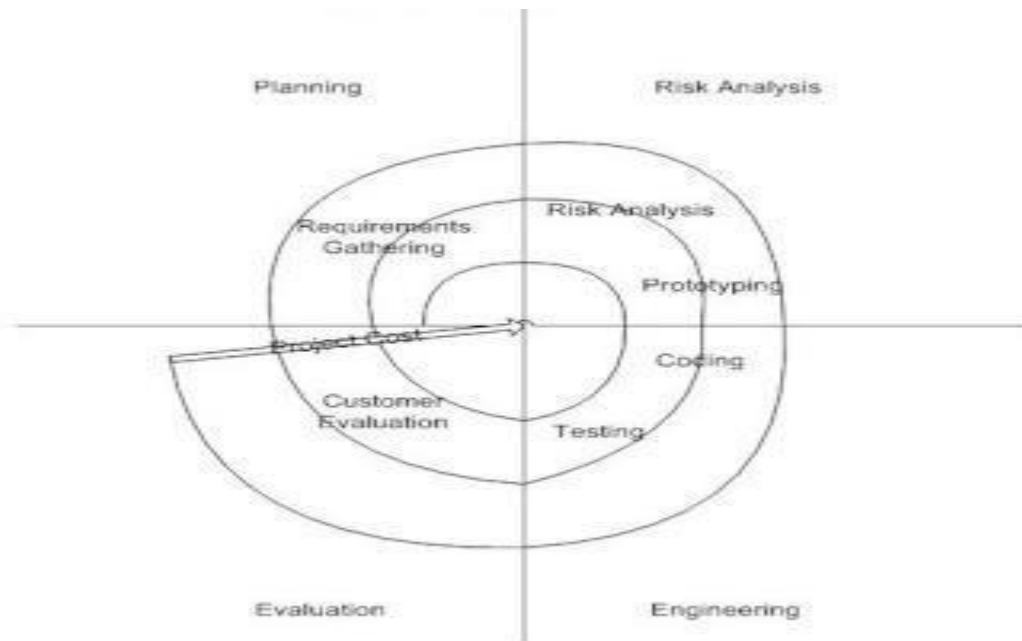 Planning
Risk Analysis
Risk Analysis
Requirements
Gathering
Prototyping
Project Cost
Coding
Customer
Evaluation
Testing
Evaluation
Engineering